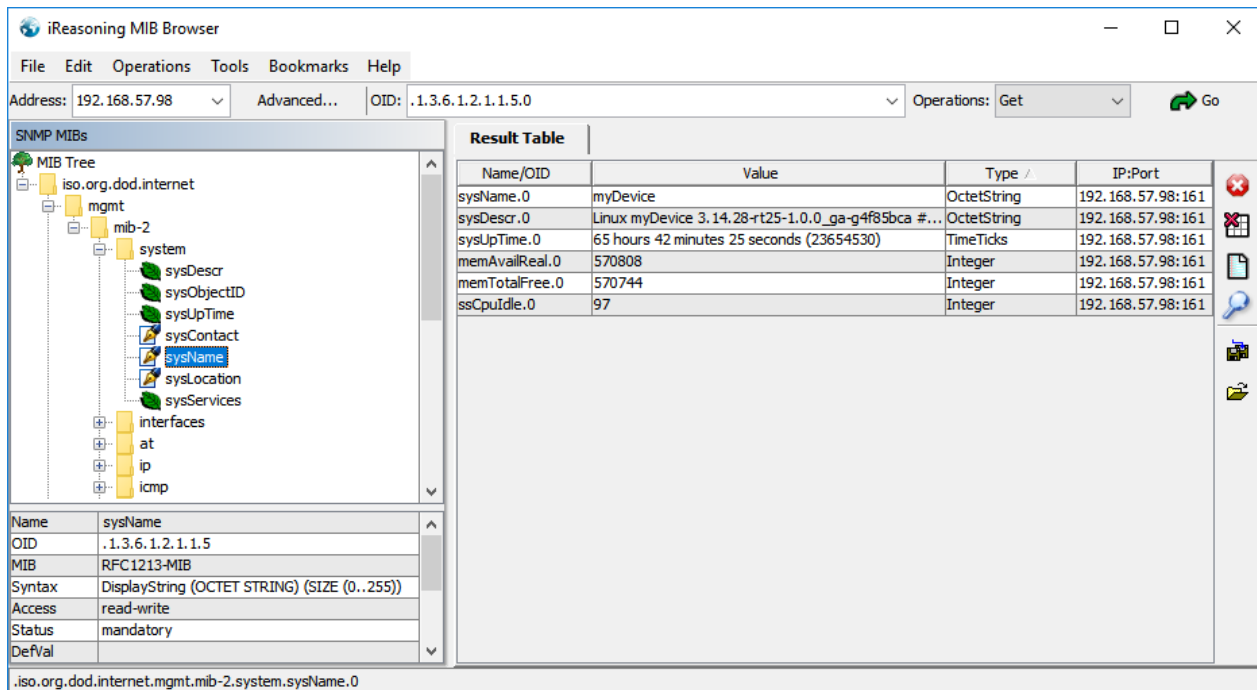 iReasoning MIB Browser
File Edit Operations Tools Bookmarks Help
Address: 192.168.57.98 Advanced... OID: .1.3.6.1.2.1.1.5.0 Operations: Get Go
SNMP MIBs
MIB Tree
iso.org.dod.internet
mgmt
mib-2
system
sysDescr
sysObjectID
sysUpTime
sysContact
sysName
sysLocation
sysServices
interfaces
at
ip
icmp
Name sysName
OID .1.3.6.1.2.1.1.5
MIB RFC1213-MIB
Syntax DisplayString (OCTET STRING) (SIZE (0..255))
Access read-write
Status mandatory
DefVal
Result Table
Name/OID Value Type IP:Port
sysName.0 myDevice OctetString 192.168.57.98:161
sysDescr.0 Linux myDevice 3.14.28-rt25-1.0.0_ga-g4f85bca #... OctetString 192.168.57.98:161
sysUpTime.0 65 hours 42 minutes 25 seconds (23654530) TimeTicks 192.168.57.98:161
memAvailReal.0 570808 Integer 192.168.57.98:161
memTotalFree.0 570744 Integer 192.168.57.98:161
ssCpuIdle.0 97 Integer 192.168.57.98:161
.iso.org.dod.internet.mgmt.mib-2.system.sysName.0